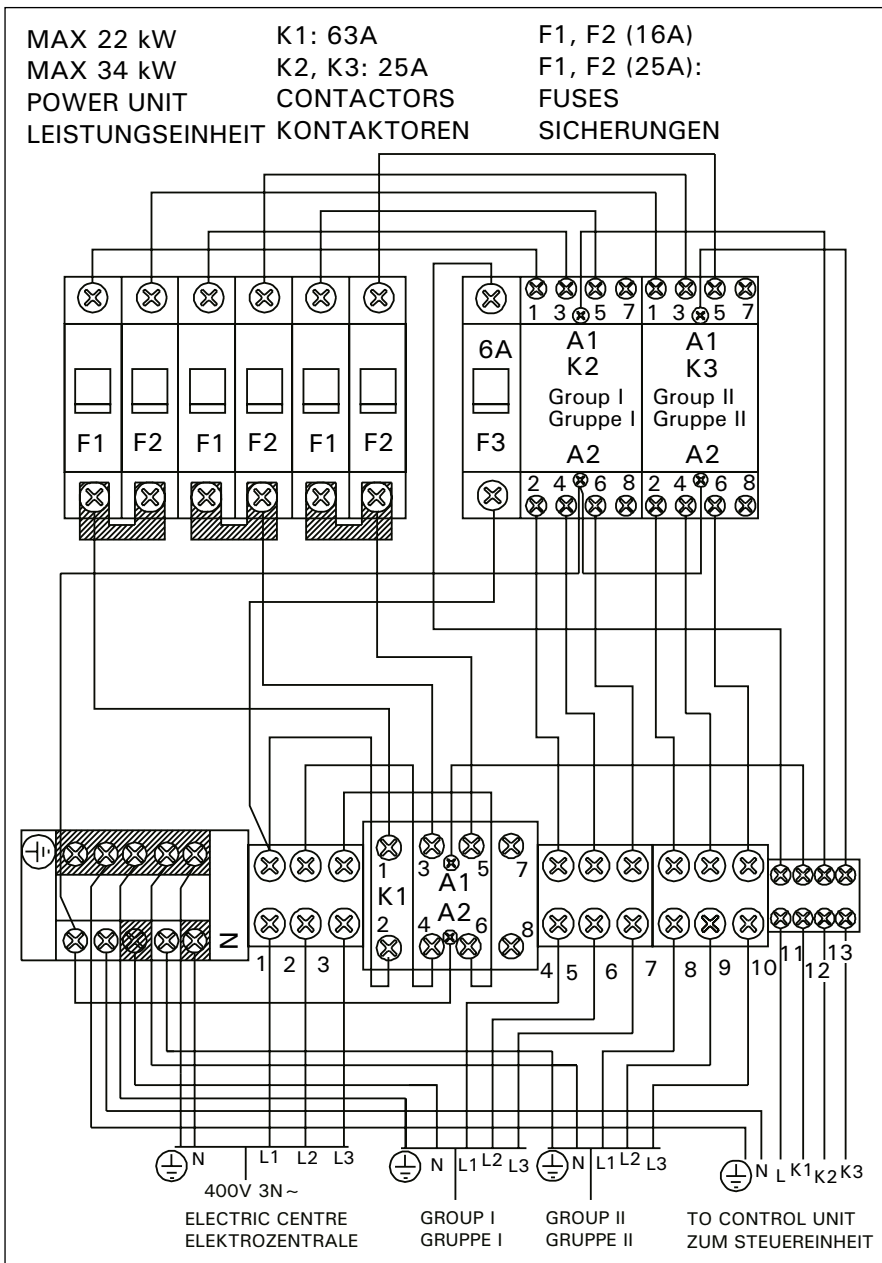 MAX 22 kW K1: 63A F1, F2 (16A)
MAX 34 kW K2, K3: 25A F1, F2 (25A):
POWER UNIT CONTACTORS FUSES
LEISTUNGSEINHEIT KONTAKTOREN SICHERUNGEN
1 3 5 7 1 3 5 7
6A A1 A1
K2 K3
Group I Group II
Gruppe I Gruppe II
F1 F2 F1 F2 F1 F2 F3
A2 A2
2 4 6 8 2 4 6 8
1 3 5 7
K1 A1
A2
2 4 6 8
N
1 2 3 4 5 6 7 8 9 10 11 12 13
N L1 L2 L3 N L1 L2 L3 N L1 L2 L3 N L K1 K2 K3
400V 3N~
ELECTRIC CENTRE GROUP I GROUP II TO CONTROL UNIT
ELEKTROZENTRALE GRUPPE I GRUPPE II ZUM STEUEREINHEIT